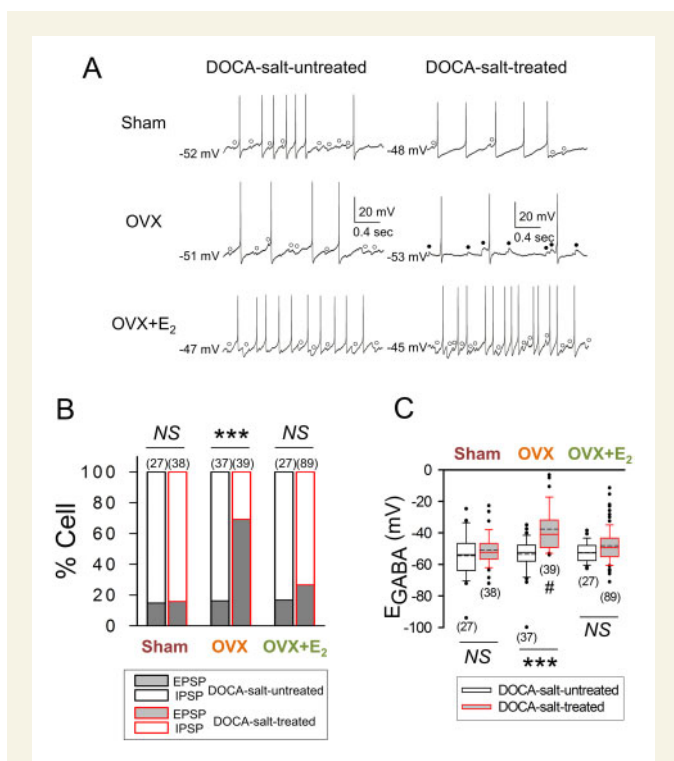 A
DOCA-salt-untreated DOCA-salt-treated
Sham
-52 mV -48 mV
OVX
20 mV 20 mV
0.4 sec 0.4 sec
-51 mV -53 mV
OVX+E2
-47 mV -45 mV
B
NS *** NS
(27)(38) (37)(39) (27)(89)
100
80
60
40
20
0
% Cell
Sham OVX OVX+E2
EPSP
IPSP DOCA-salt-untreated
EPSP
IPSP DOCA-salt-treated
C
Sham OVX OVX+E2
0
-20
-40
-60
-80
-100
EGABA (mV)
(27) (38) (37) (39) (27) (89)
#
NS *** NS
DOCA-salt-untreated
DOCA-salt-treated